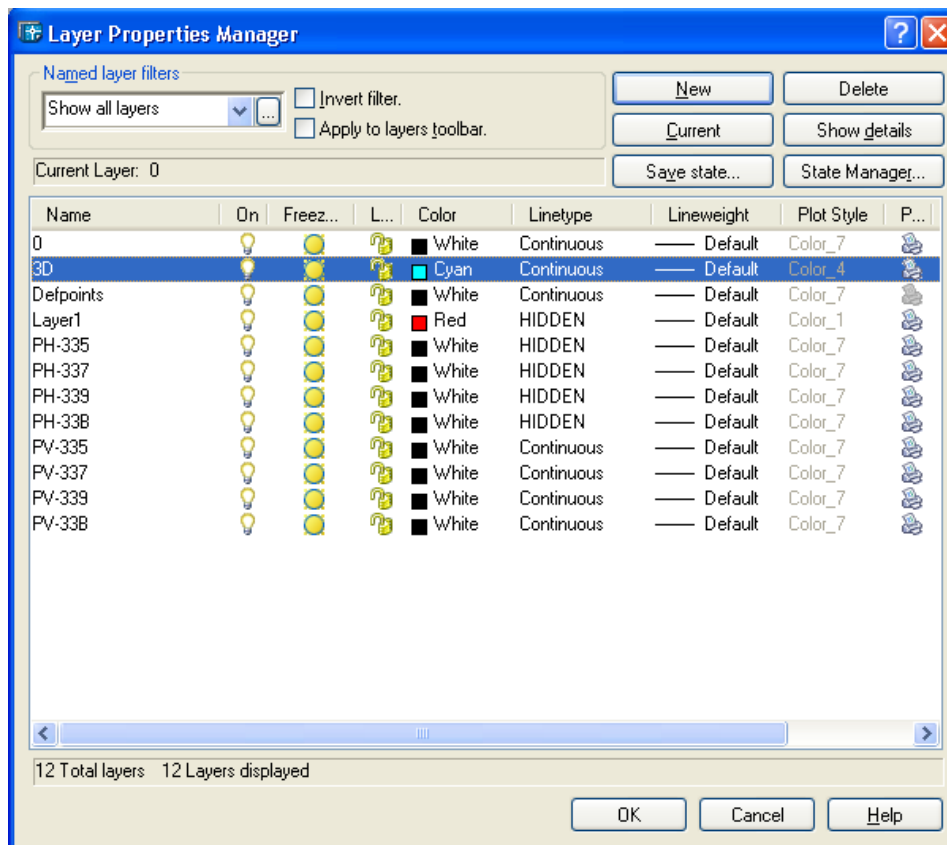 Layer Properties Manager
Named layer filters
Show all layers
...
Invert filter.
Apply to layers toolbar.
New
Delete
Current
Show details
Current Layer: 0
Save state...
State Manager...
Name On Freez... L... Color Linetype Lineweight Plot Style P...
0 White Continuous Default Color_7
3D Cyan Continuous Default Color_4
Defpoints White Continuous Default Color_7
Layer1 Red HIDDEN Default Color_1
PH-335 White HIDDEN Default Color_7
PH-337 White HIDDEN Default Color_7
PH-339 White HIDDEN Default Color_7
PH-33B White HIDDEN Default Color_7
PV-335 White Continuous Default Color_7
PV-337 White Continuous Default Color_7
PV-339 White Continuous Default Color_7
PV-33B White Continuous Default Color_7
12 Total layers 12 Layers displayed
OK
Cancel
Help